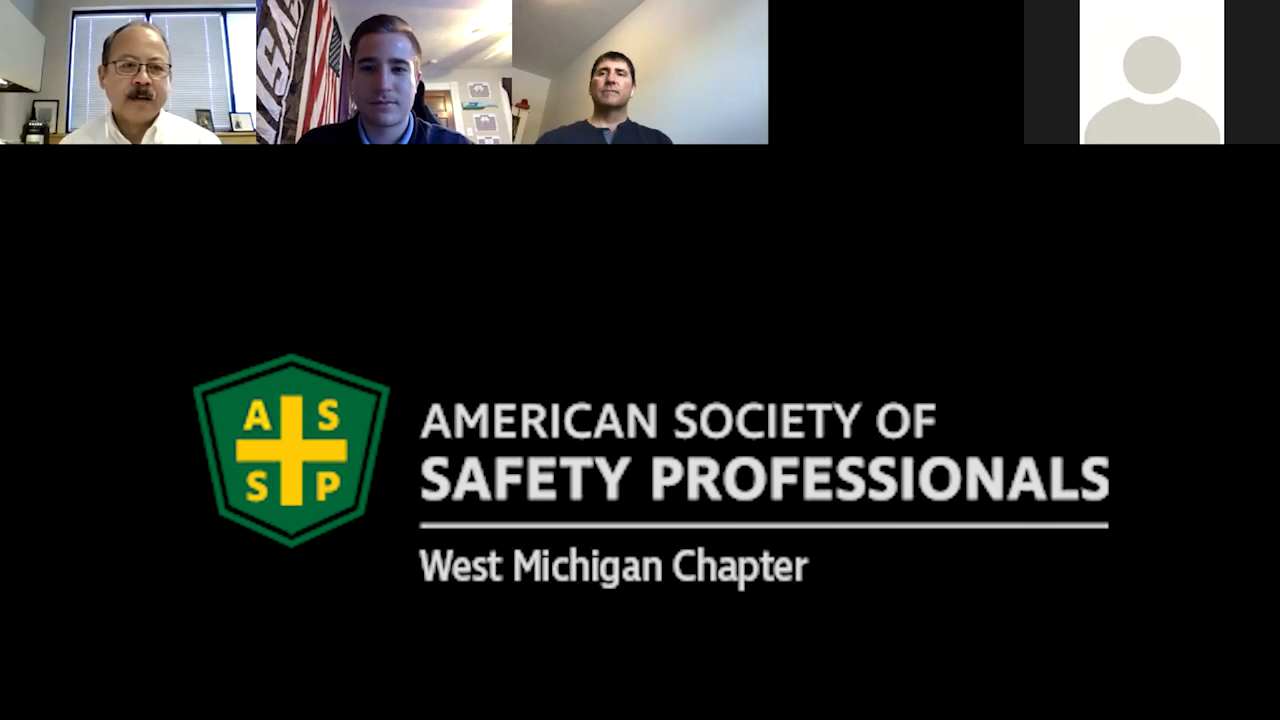 A S
S P
AMERICAN SOCIETY OF
SAFETY PROFESSIONALS
West Michigan Chapter